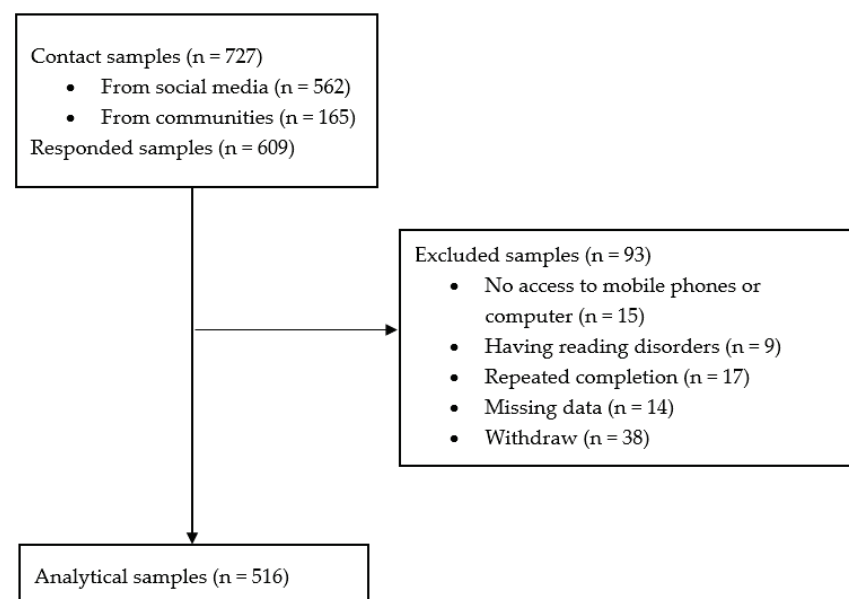 Contact samples (n = 727)
• From social media (n = 562)
• From communities (n = 165)
Responded samples (n = 609)
Excluded samples (n = 93)
• No access to mobile phones or
computer (n = 15)
• Having reading disorders (n = 9)
• Repeated completion (n = 17)
• Missing data (n = 14)
• Withdraw (n = 38)
Analytical samples (n = 516)